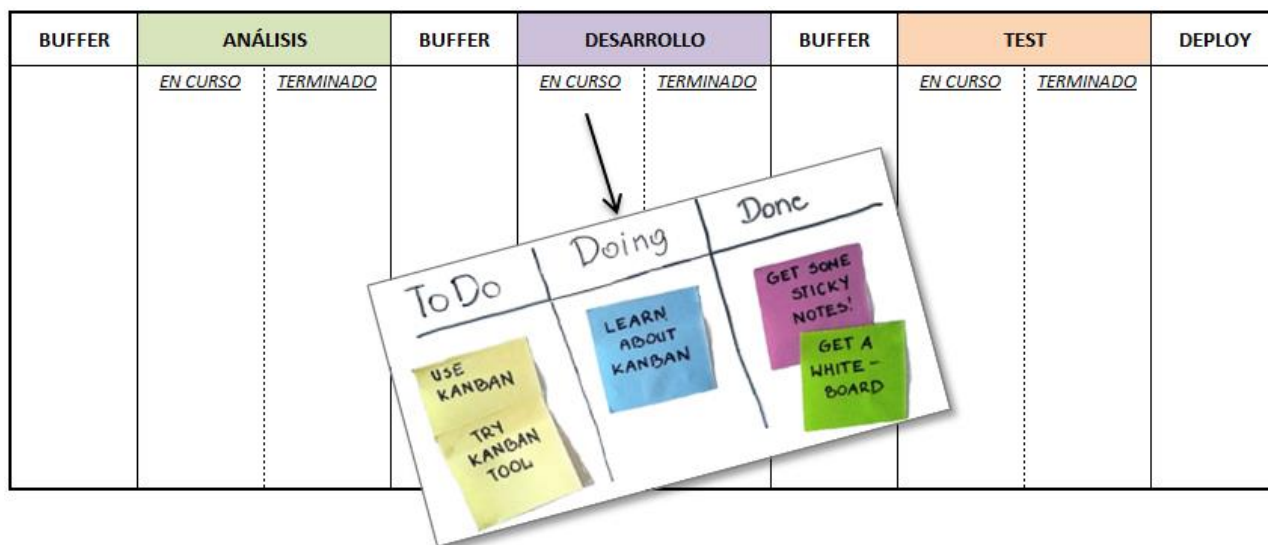 BUFFER ANÁLISIS BUFFER DESARROLLO BUFFER TEST DEPLOY
EN CURSO TERMINADO EN CURSO TERMINADO EN CURSO TERMINADO
To Do Doing Done
USE
KANBAN
TRY
KANBAN
TOOL
LEARN
ABOUT
KANBAN
GET SOME
STICKY
NOTES!
GET A
WHITE-
BOARD